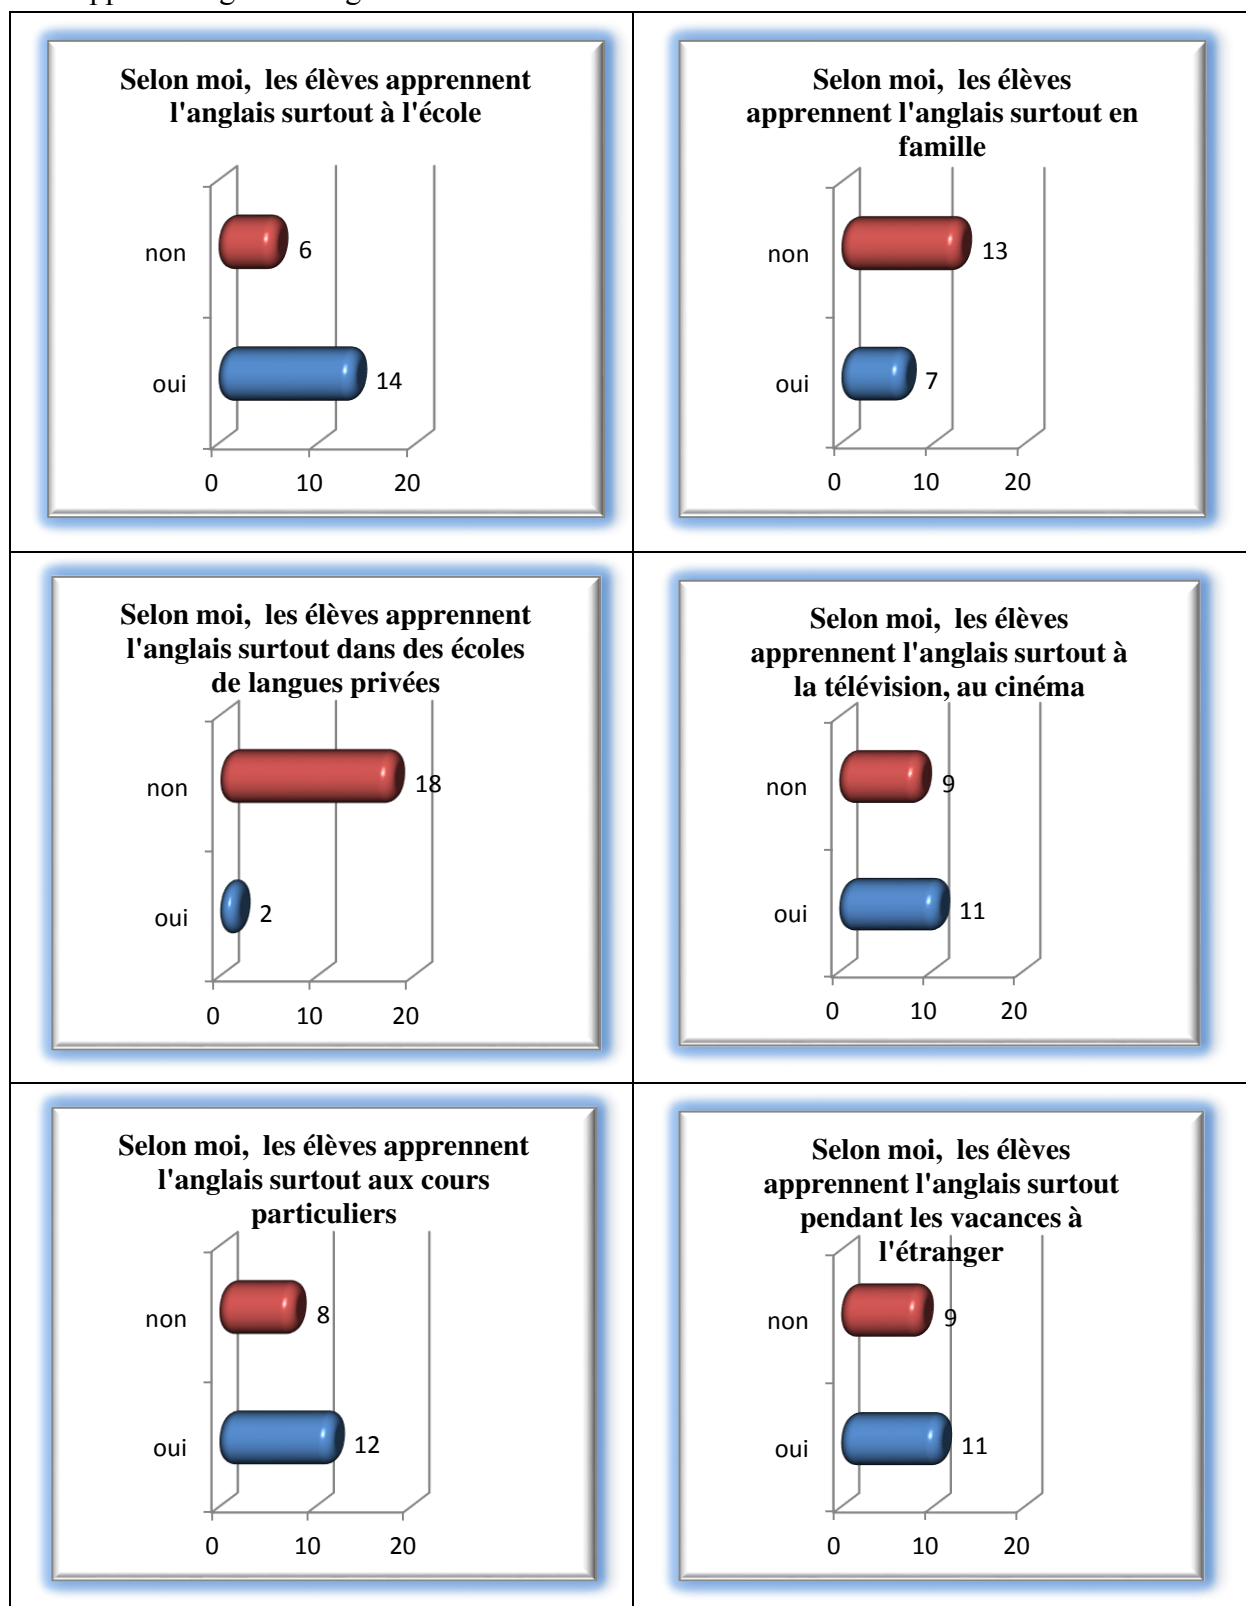 Selon moi, les élèves apprennent
l'anglais surtout à l'école
non
6
oui
14
0 10 20
Selon moi, les élèves
apprennent l'anglais surtout en
famille
non
13
oui
7
0 10 20
Selon moi, les élèves apprennent
l'anglais surtout dans des écoles
de langues privées
non
18
oui
2
0 10 20
Selon moi, les élèves
apprennent l'anglais surtout à
la télévision, au cinéma
non
9
oui
11
0 10 20
Selon moi, les élèves apprennent
l'anglais surtout aux cours
particuliers
non
8
oui
12
0 10 20
Selon moi, les élèves
apprennent l'anglais surtout
pendant les vacances à
l'étranger
non
9
oui
11
0 10 20